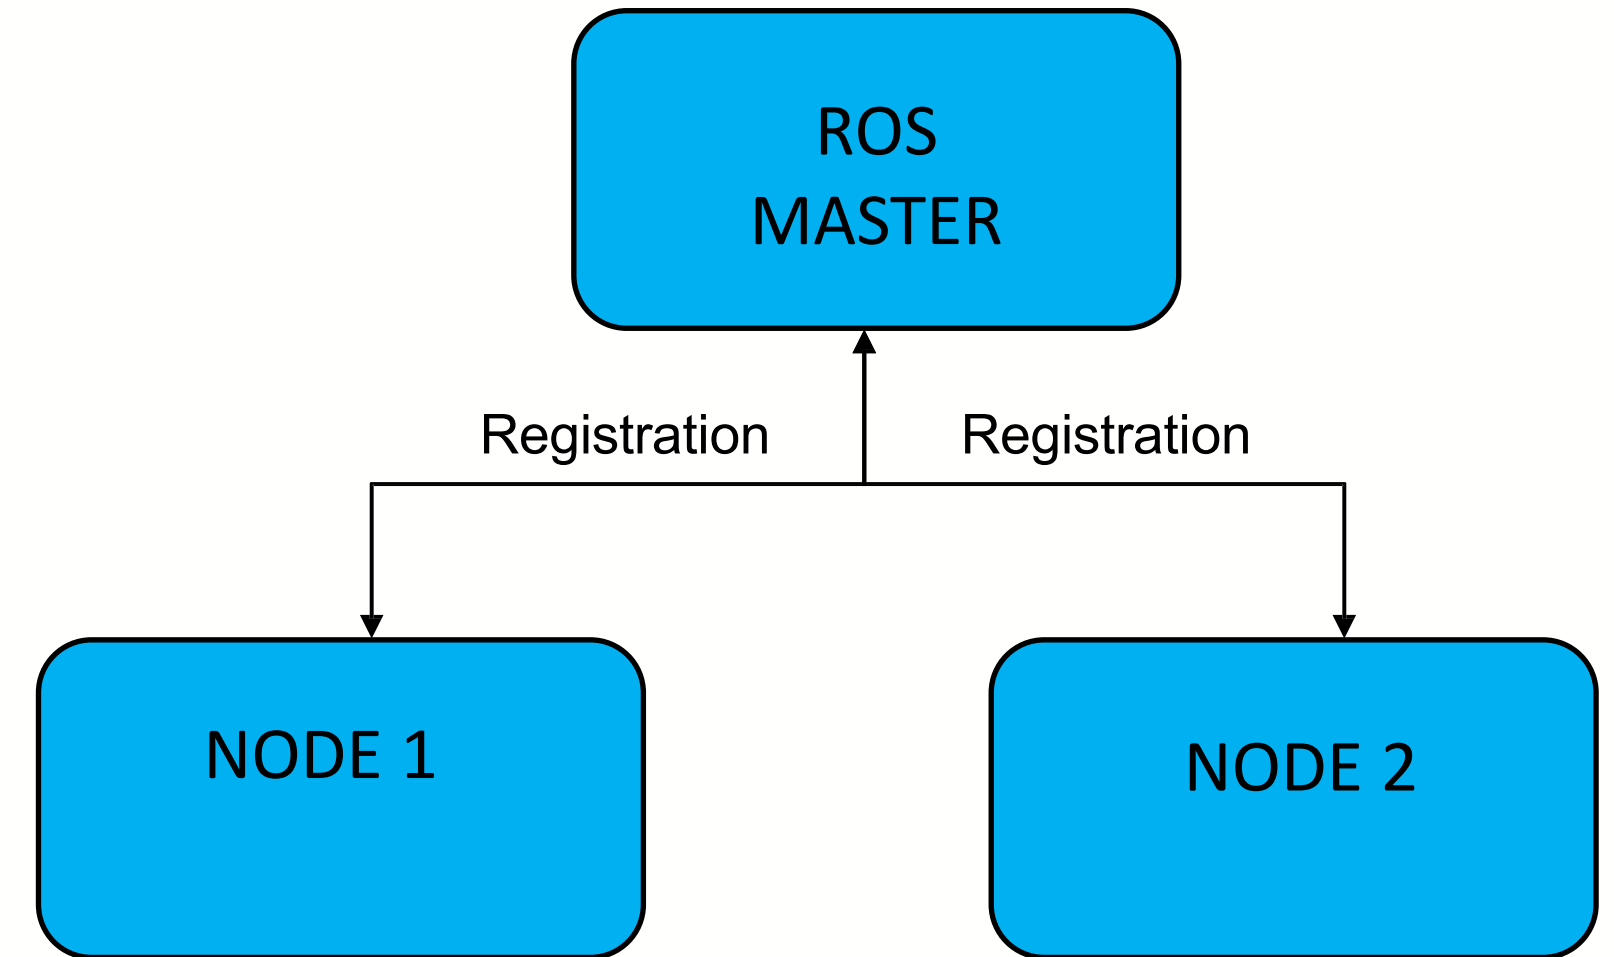 ROS
MASTER
Registration
Registration
NODE 1
NODE 2